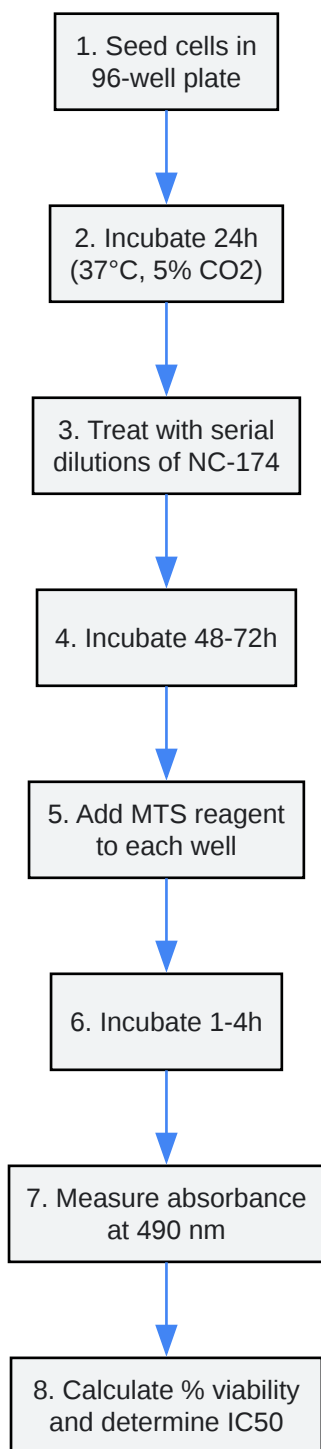 1. Seed cells in
96-well plate
2. Incubate 24h
(37°C, 5% CO2)
3. Treat with serial
dilutions of NC-174
4. Incubate 48-72h
5. Add MTS reagent
to each well
6. Incubate 1-4h
7. Measure absorbance
at 490 nm
8. Calculate % viability
and determine IC50